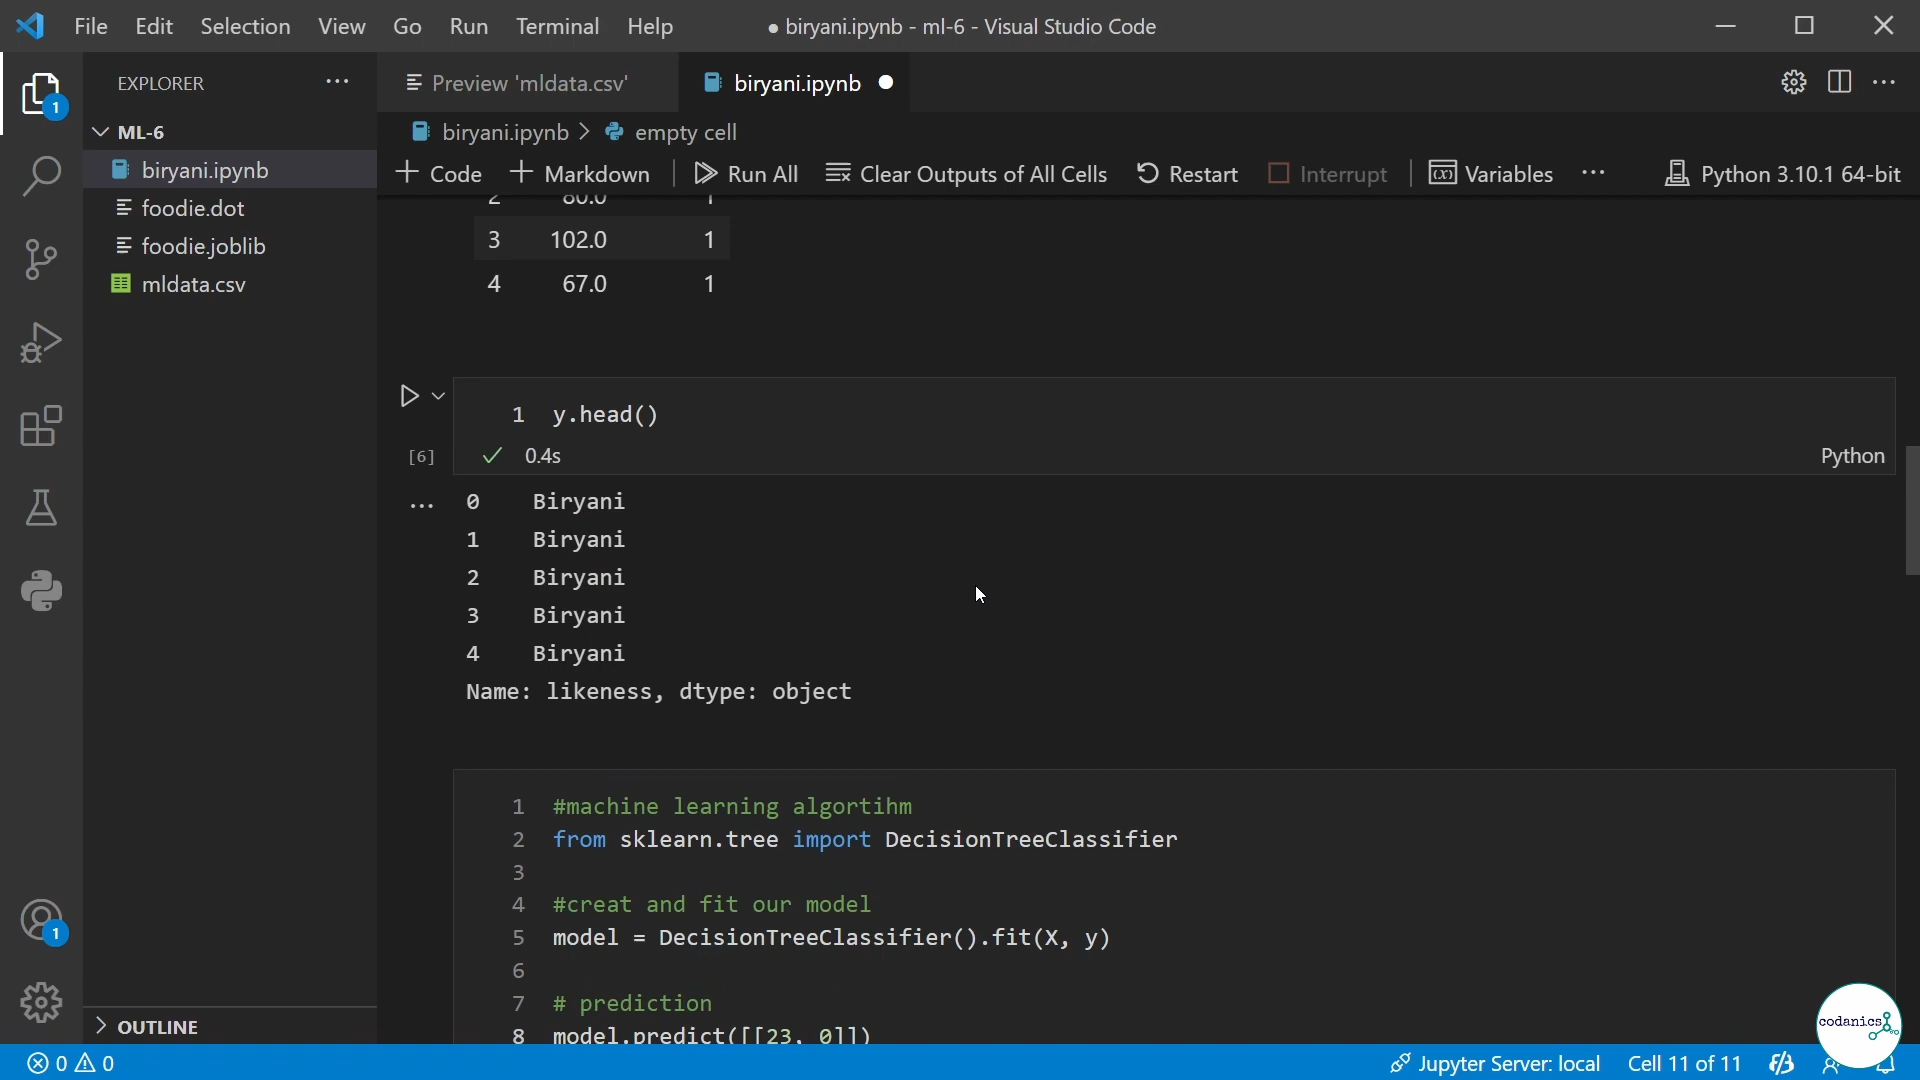 File Edit Selection View Go Run Terminal Help
● biryani.ipynb - ml-6 - Visual Studio Code
EXPLORER
Preview 'mldata.csv'
biryani.ipynb
1
ML-6
biryani.ipynb > empty cell
biryani.ipynb
+ Code + Markdown Run All Clear Outputs of All Cells Restart Interrupt Variables ... Python 3.10.1 64-bit
foodie.dot
foodie.joblib
mldata.csv
2 80.0 1
3 102.0 1
4 67.0 1
1 y.head()
[6] 0.4s Python
0 Biryani
1 Biryani
2 Biryani
3 Biryani
4 Biryani
Name: likeness, dtype: object
1 #machine learning algortihm
2 from sklearn.tree import DecisionTreeClassifier
3
4 #creat and fit our model
5 model = DecisionTreeClassifier().fit(X, y)
6
7 # prediction
8 model.predict([[23, 0]])
1
OUTLINE
codanics
0 0
Jupyter Server: local Cell 11 of 11